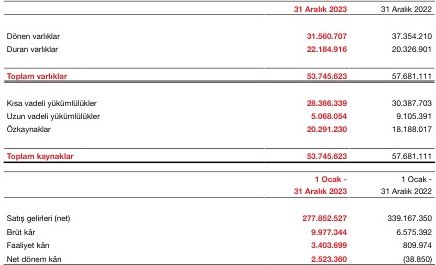 31 Aralık 2023 31 Aralık 2022
Dönen varlıklar 31.560.707 37.354.210
Duran varlıklar 22.184.916 20.326.901
Toplam varlıklar 53.745.623 57.681.111
Kısa vadeli yükümlülükler 28.386.339 30.387.703
Uzun vadeli yükümlülükler 5.068.054 9.105.391
Özkaynaklar 20.291.230 18.188.017
Toplam kaynaklar 53.745.623 57.681.111
1 Ocak - 1 Ocak -
31 Aralık 2023 31 Aralık 2022
Satış gelirleri (net) 277.852.527 339.167.350
Brüt kâr 9.977.344 6.575.392
Faaliyet kârı 3.403.699 809.974
Net dönem kârı 2.523.360 (38.850)